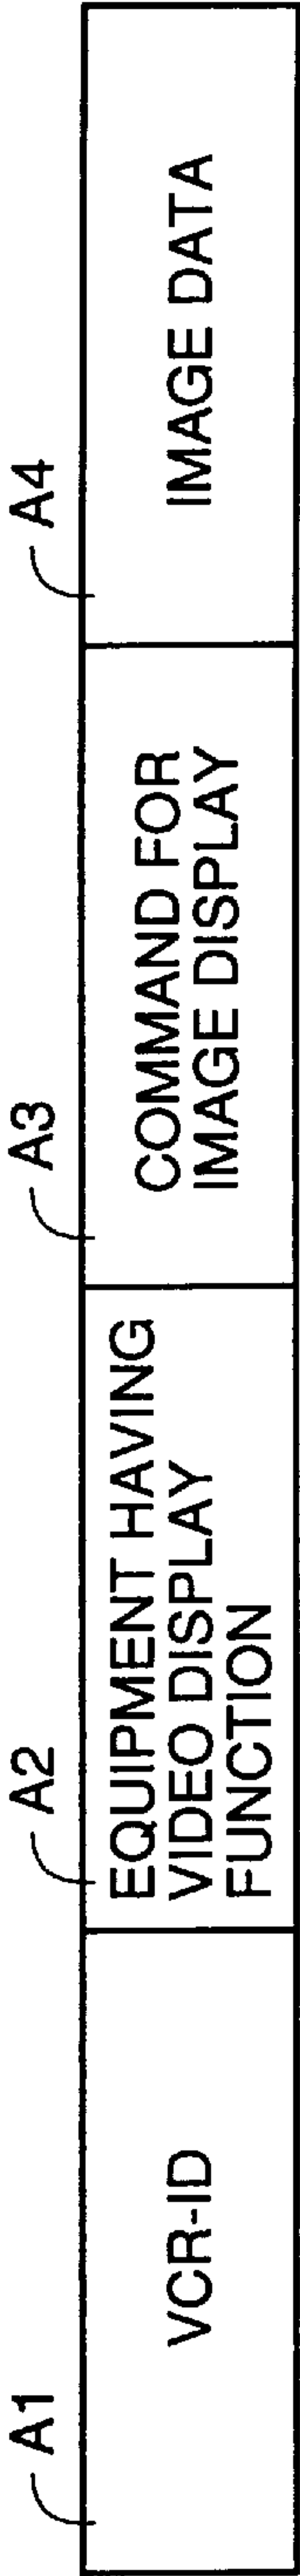 A1
A2
A3
A4
VCR-ID
EQUIPMENT HAVING
VIDEO DISPLAY
FUNCTION
COMMAND FOR
IMAGE DISPLAY
IMAGE DATA